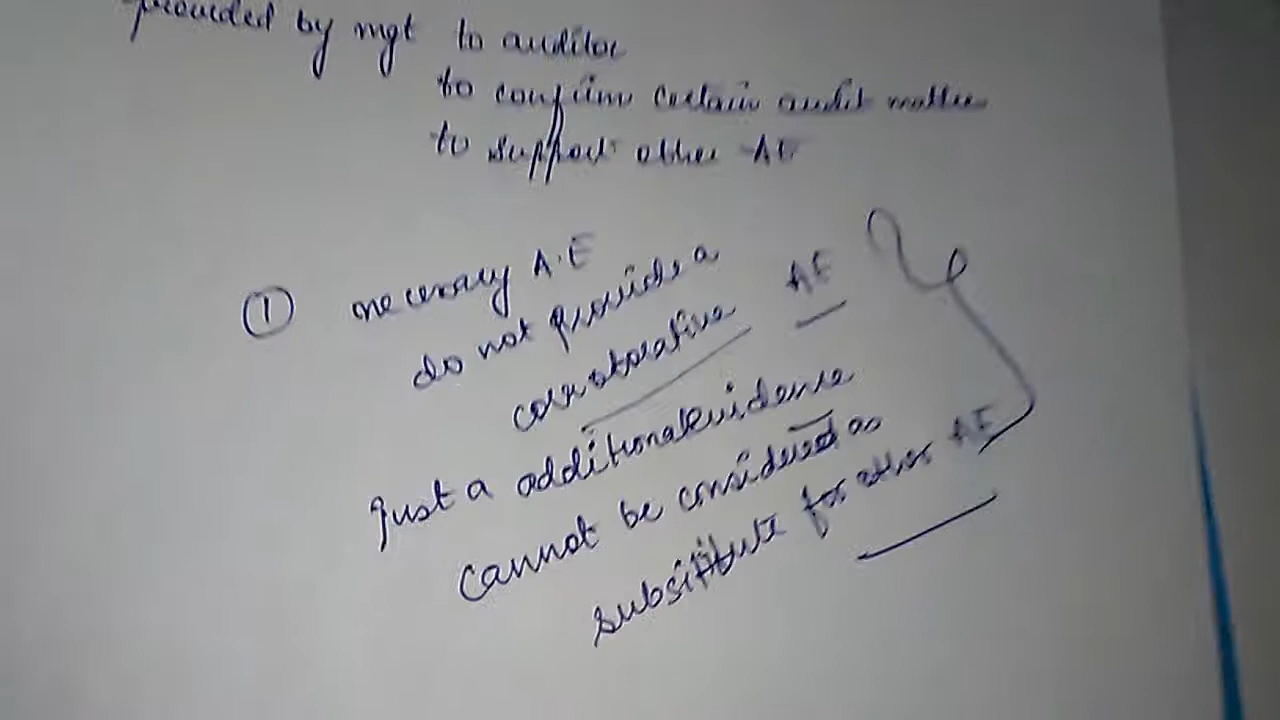 provided by mgt to auditor
to confirm certain audit matter
to support other AE
① necessary A.E
do not provide a
corroborative AE
just a additional evidence
cannot be considered as
substitute for other AE